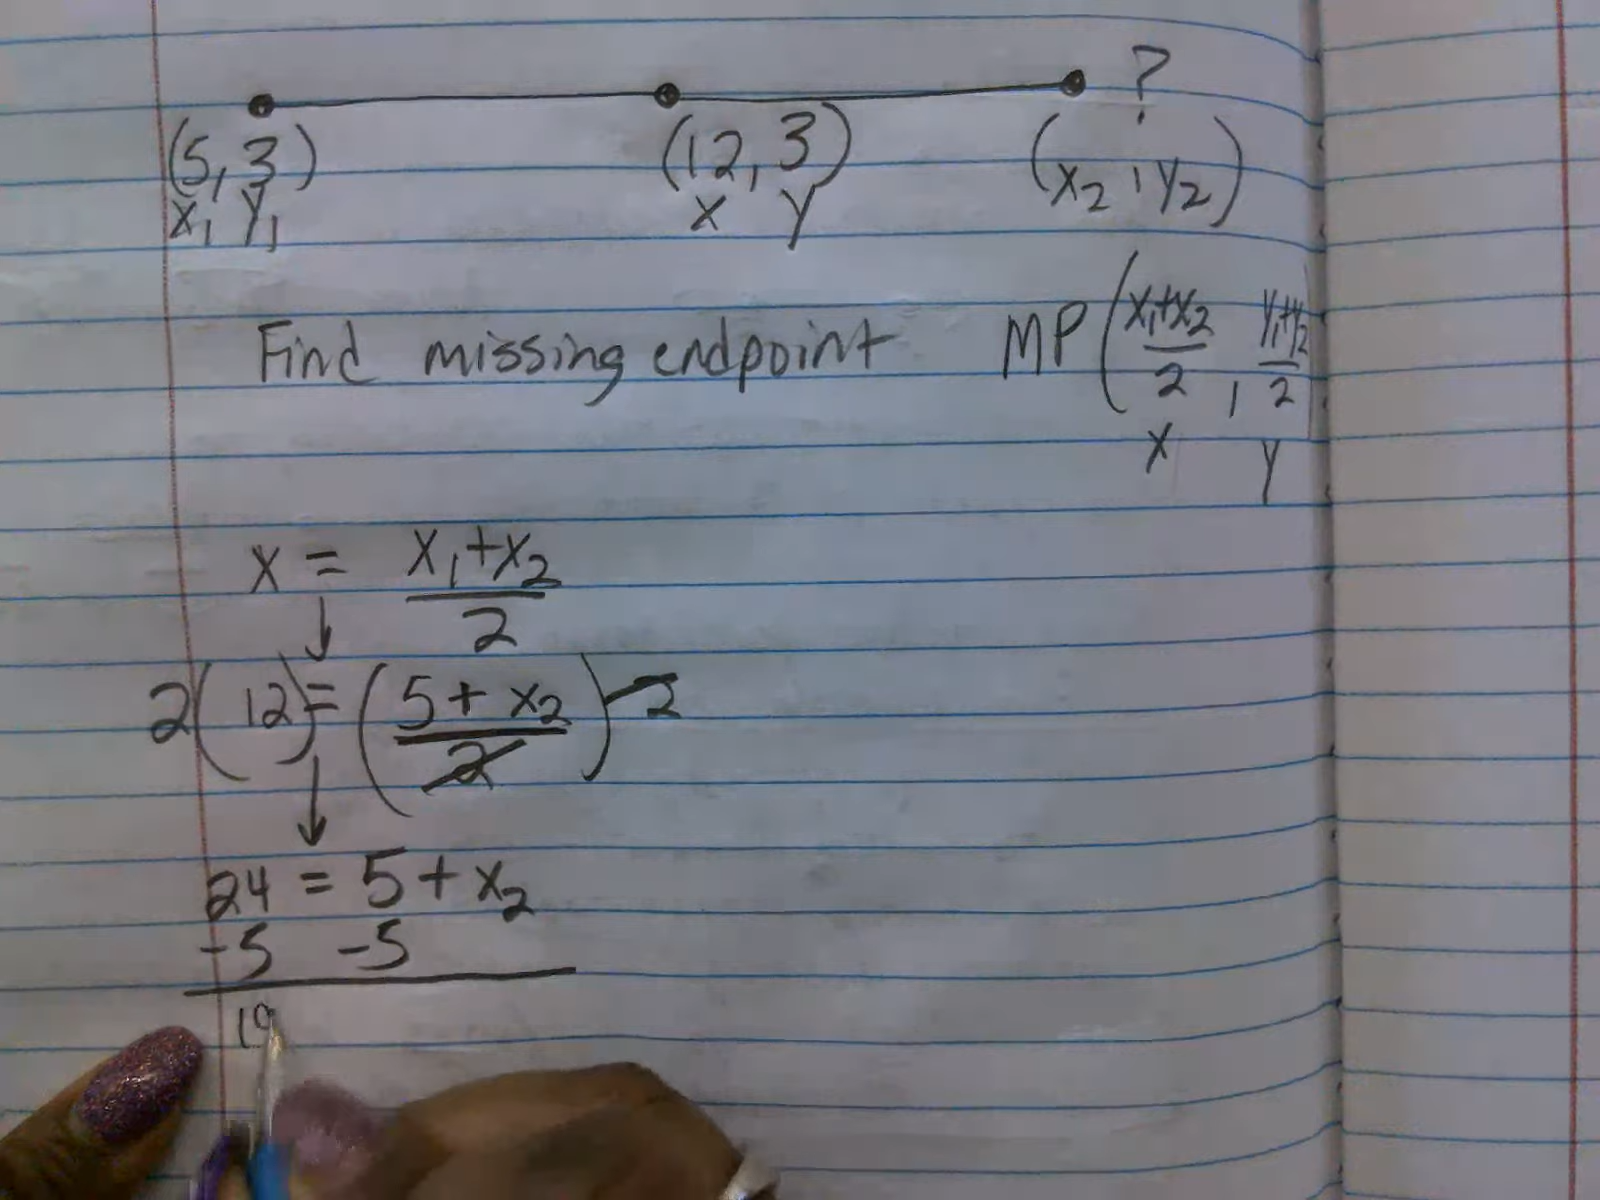 ?
(5, 3) (12, 3) (x₂, y₂)
x₁ y₁ x y
Find missing endpoint MP (x₁+x₂/2, y₁+y₂/2
x y
x = x₁+x₂/2
2(12) = (5 + x₂/2) 2
24 = 5 + x₂
-5 -5
19